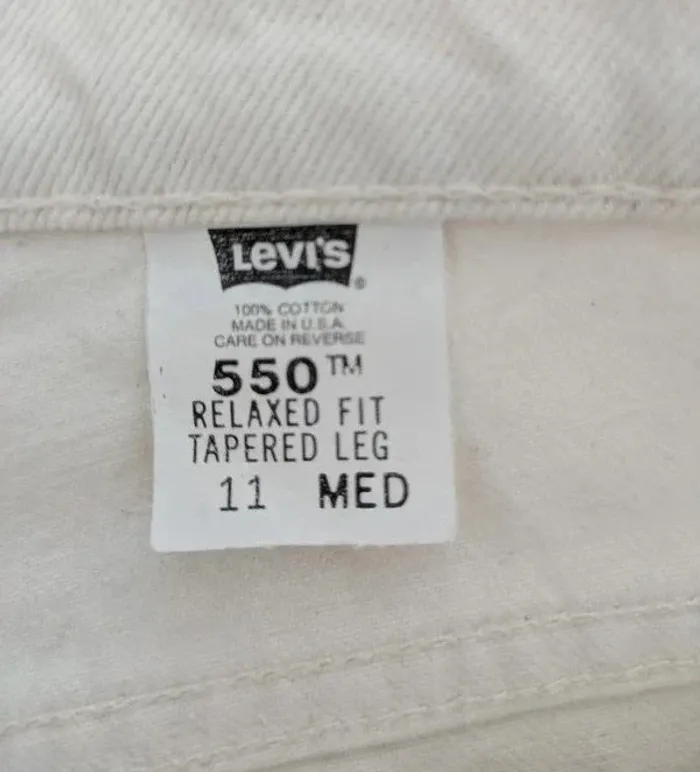 LEVI'S
®
100% COTTON
MADE IN U.S.A.
CARE ON REVERSE
550™
RELAXED FIT
TAPERED LEG
11 MED